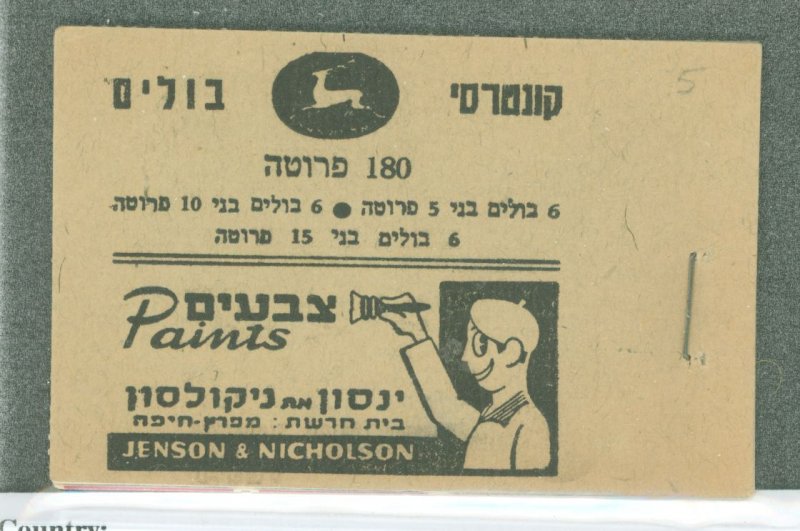 קונטרסי בולים
5
180 פרוטה
6 בולים בני 5 פרוטה ● 6 בולים בני 10 פרוטה
6 בולים בני 15 פרוטה
צבעים
Paints
ינסון את ניקולסון
בית חרשת: מפרץ-חיפה
JENSON & NICHOLSON
Country: